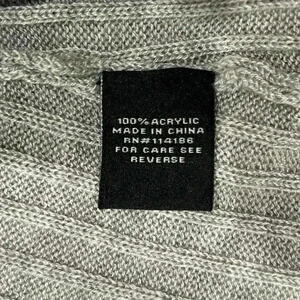 100% ACRYLIC
MADE IN CHINA
RN#114186
FOR CARE SEE
REVERSE